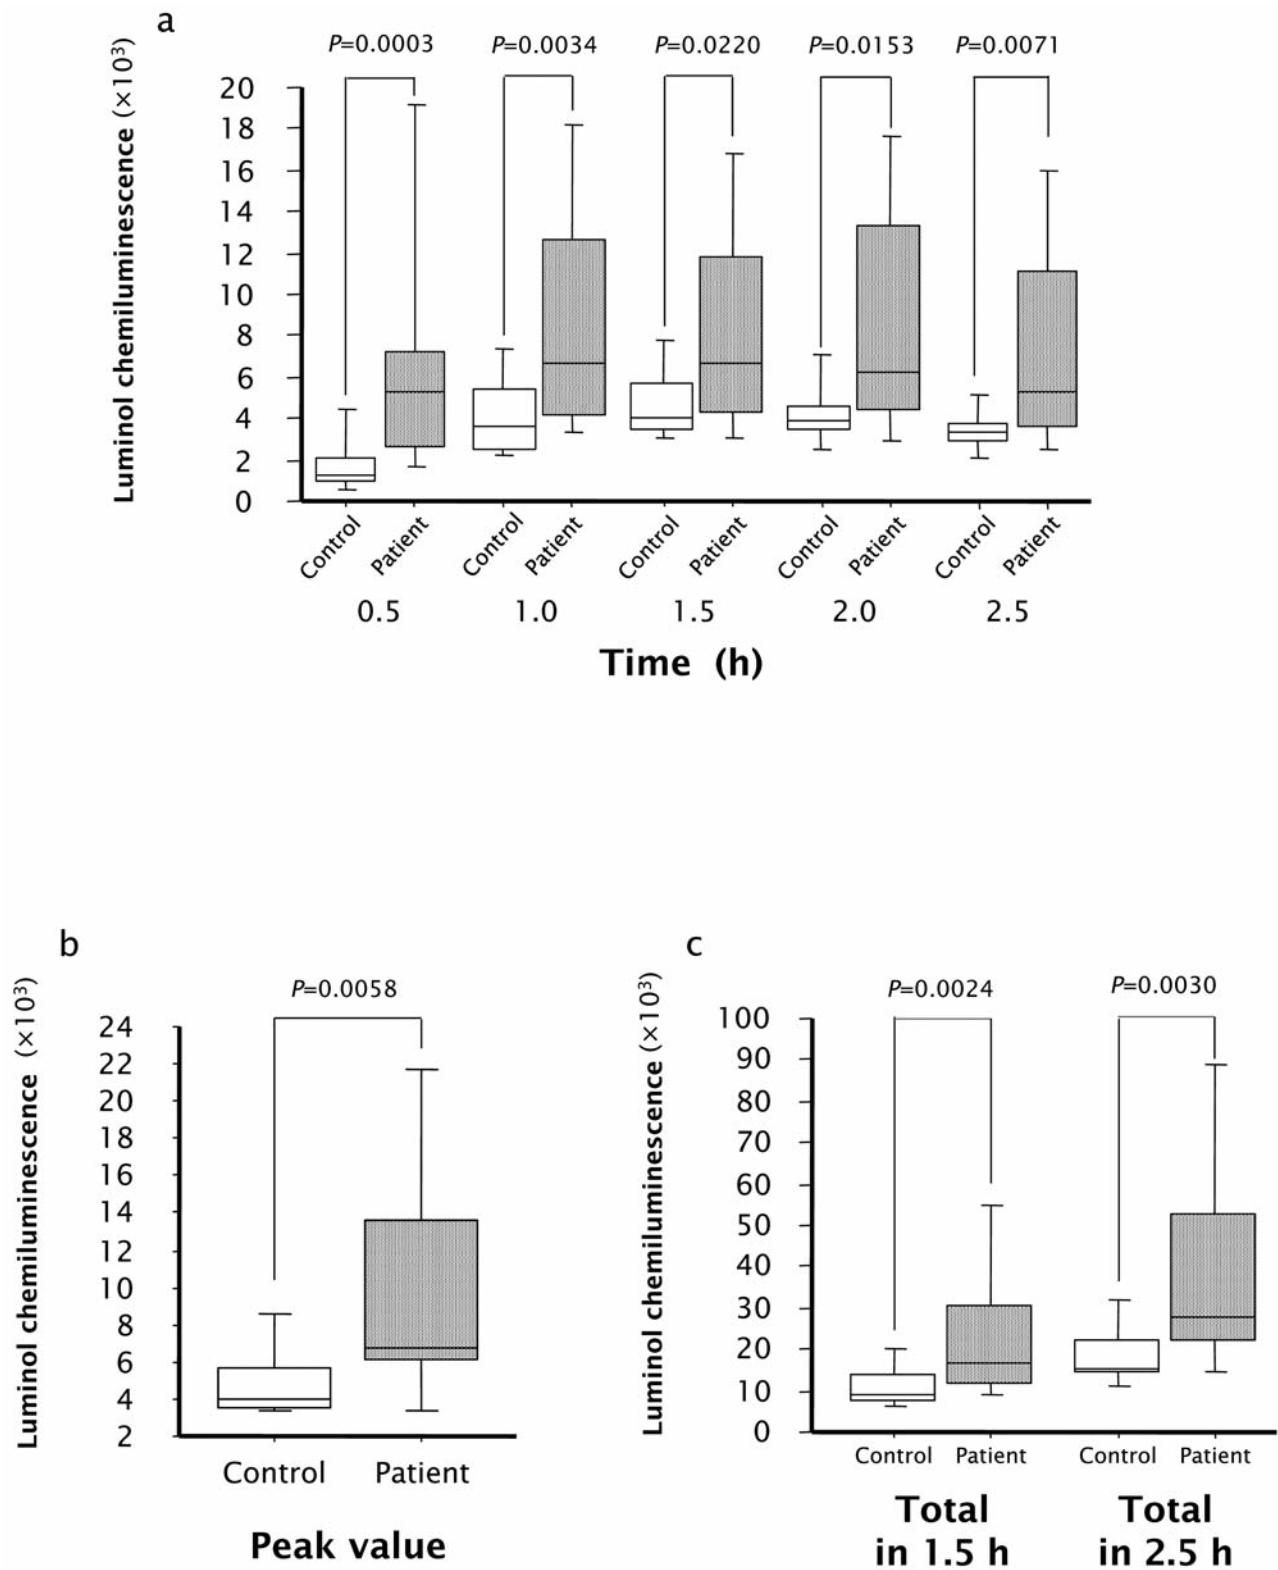 a
P=0.0003 P=0.0034 P=0.0220 P=0.0153 P=0.0071
Luminol chemiluminescence (×10³)
20
18
16
14
12
10
8
6
4
2
0
Control Patient Control Patient Control Patient Control Patient Control Patient
0.5 1.0 1.5 2.0 2.5
Time (h)
b
P=0.0058
Luminol chemiluminescence (×10³)
24
22
20
18
16
14
12
10
8
6
4
2
Control Patient
Peak value
c
P=0.0024 P=0.0030
Luminol chemiluminescence (×10³)
100
90
80
70
60
50
40
30
20
10
0
Control Patient Control Patient
Total Total
in 1.5 h in 2.5 h